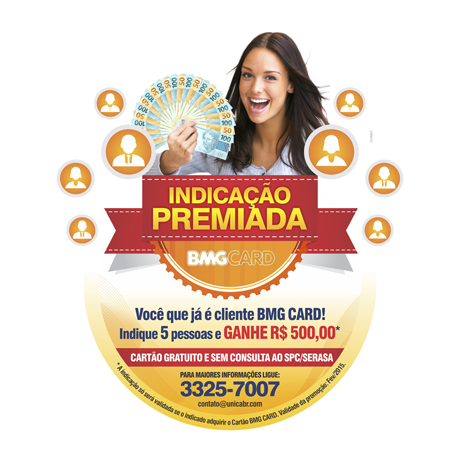 INDICAÇÃO
PREMIADA
BMGCARD
Você que já é cliente BMG CARD!
Indique 5 pessoas e GANHE R$ 500,00*
CARTÃO GRATUITO E SEM CONSULTA AO SPC/SERASA
PARA MAIORES INFORMAÇÕES LIGUE:
3325-7007
contato@unicabr.com
* A indicação só será validada se o indicado adquirir o Cartão BMG CARD. Validade da promoção: Fev/2015.